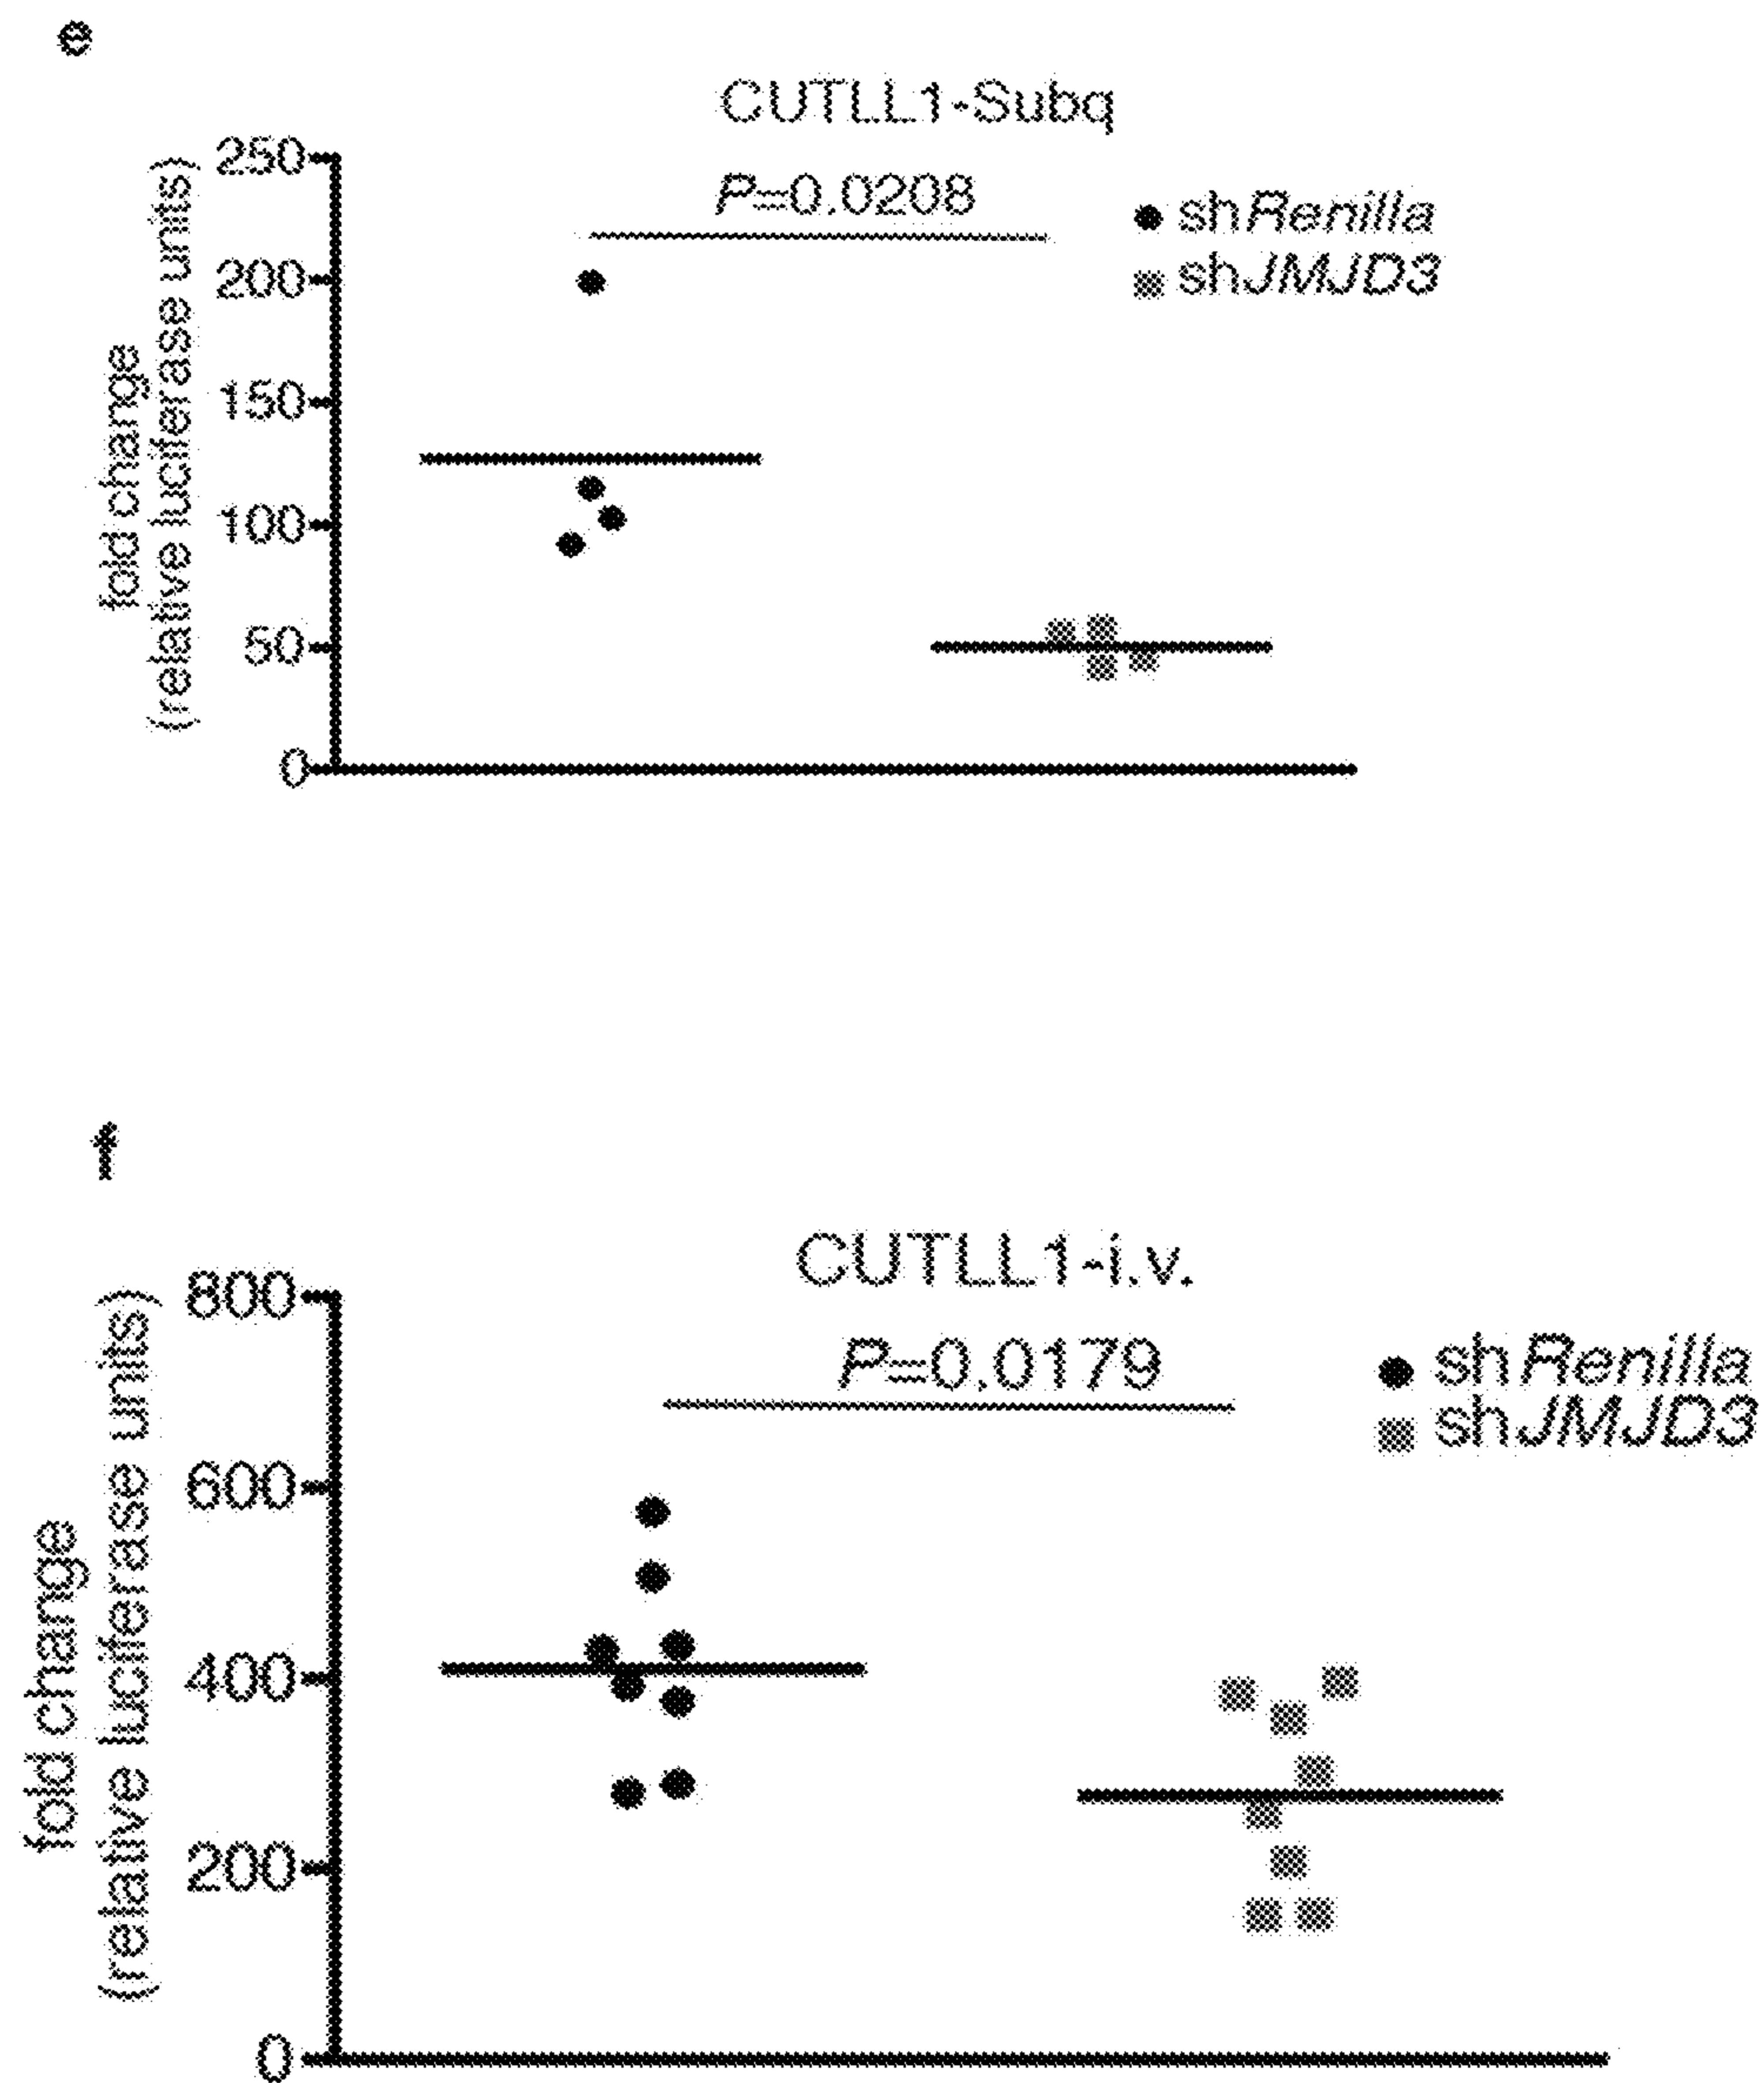 e
CUTLL1-Subq
P=0.0208
shRenilla
shJMJD3
fold change
(relative luciferase units)
250
200
150
100
50
0
f
CUTLL1-i.v.
P=0.0179
shRenilla
shJMJD3
fold change
(relative luciferase units)
800
600
400
200
0